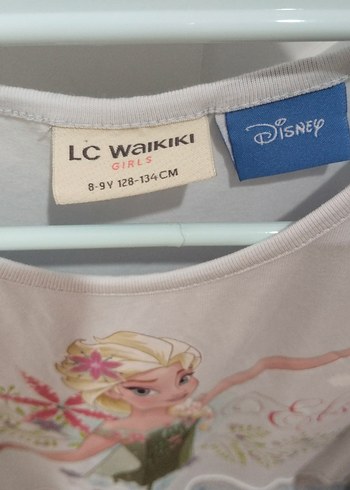 LC WAIKIKI
GIRLS
8-9Y 128-134CM
DISNEY